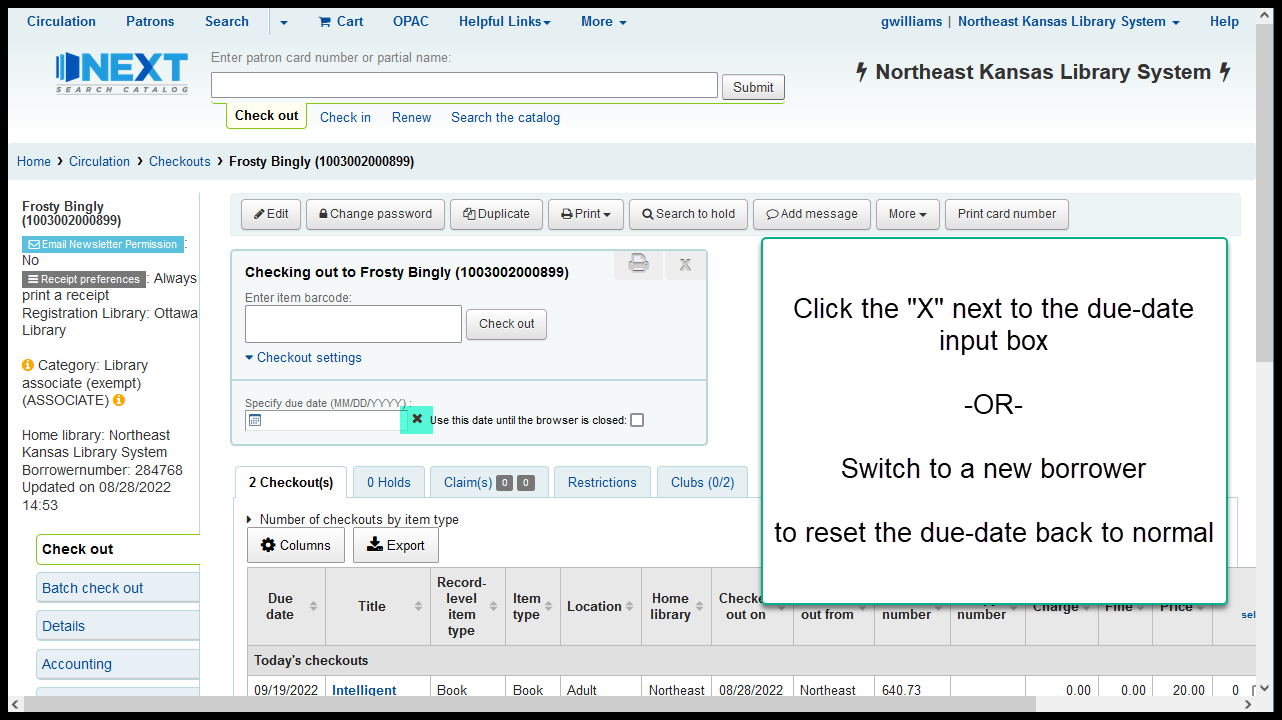 Circulation Patrons Search Cart OPAC Helpful Links More gwilliams | Northeast Kansas Library System Help
NEXT
SEARCH CATALOG
Enter patron card number or partial name:
Submit
Northeast Kansas Library System
Check out Check in Renew Search the catalog
Home › Circulation › Checkouts › Frosty Bingly (1003002000899)
Frosty Bingly
(1003002000899)
Email Newsletter Permission :
No
Receipt preferences : Always
print a receipt
Registration Library: Ottawa
Library
Category: Library
associate (exempt)
(ASSOCIATE)
Home library: Northeast
Kansas Library System
Borrowernumber: 284768
Updated on 08/28/2022
14:53
Check out
Batch check out
Details
Accounting
Edit Change password Duplicate Print Search to hold Add message More Print card number
Checking out to Frosty Bingly (1003002000899) X
Enter item barcode:
Check out
Checkout settings
Specify due date (MM/DD/YYYY) :
Use this date until the browser is closed:
Click the "X" next to the due-date
input box
-OR-
Switch to a new borrower
to reset the due-date back to normal
2 Checkout(s) 0 Holds Claim(s) 0 0 Restrictions Clubs (0/2)
Number of checkouts by item type
Columns Export
Due date
Title
Record-level item type
Item type
Location
Home library
out on
out from
number
number
Charge
Fine
Price
Today's checkouts
09/19/2022 Intelligent Book Book Adult Northeast 08/28/2022 Northeast 640.73 0.00 0.00 20.00 0